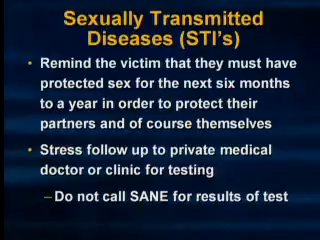 Sexually Transmitted
Diseases (STI's)
• Remind the victim that they must have
protected sex for the next six months
to a year in order to protect their
partners and of course themselves
• Stress follow up to private medical
doctor or clinic for testing
– Do not call SANE for results of test